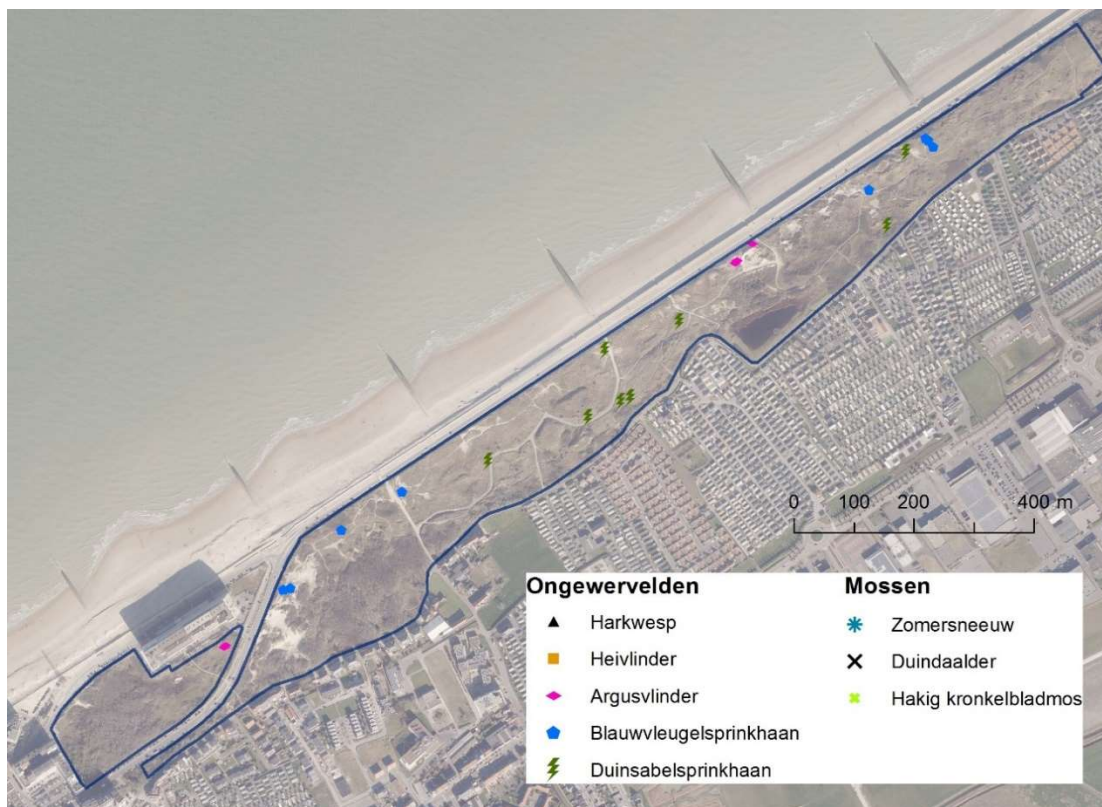 0 100 200 400 m
Ongewervelden
Harkwesp
Heivlinder
Argusvlinder
Blauwvleugelsprinkhaan
Duinsabelsprinkhaan
Mossen
Zomersneeuw
Duindaalder
Hakig kronkelbladmos